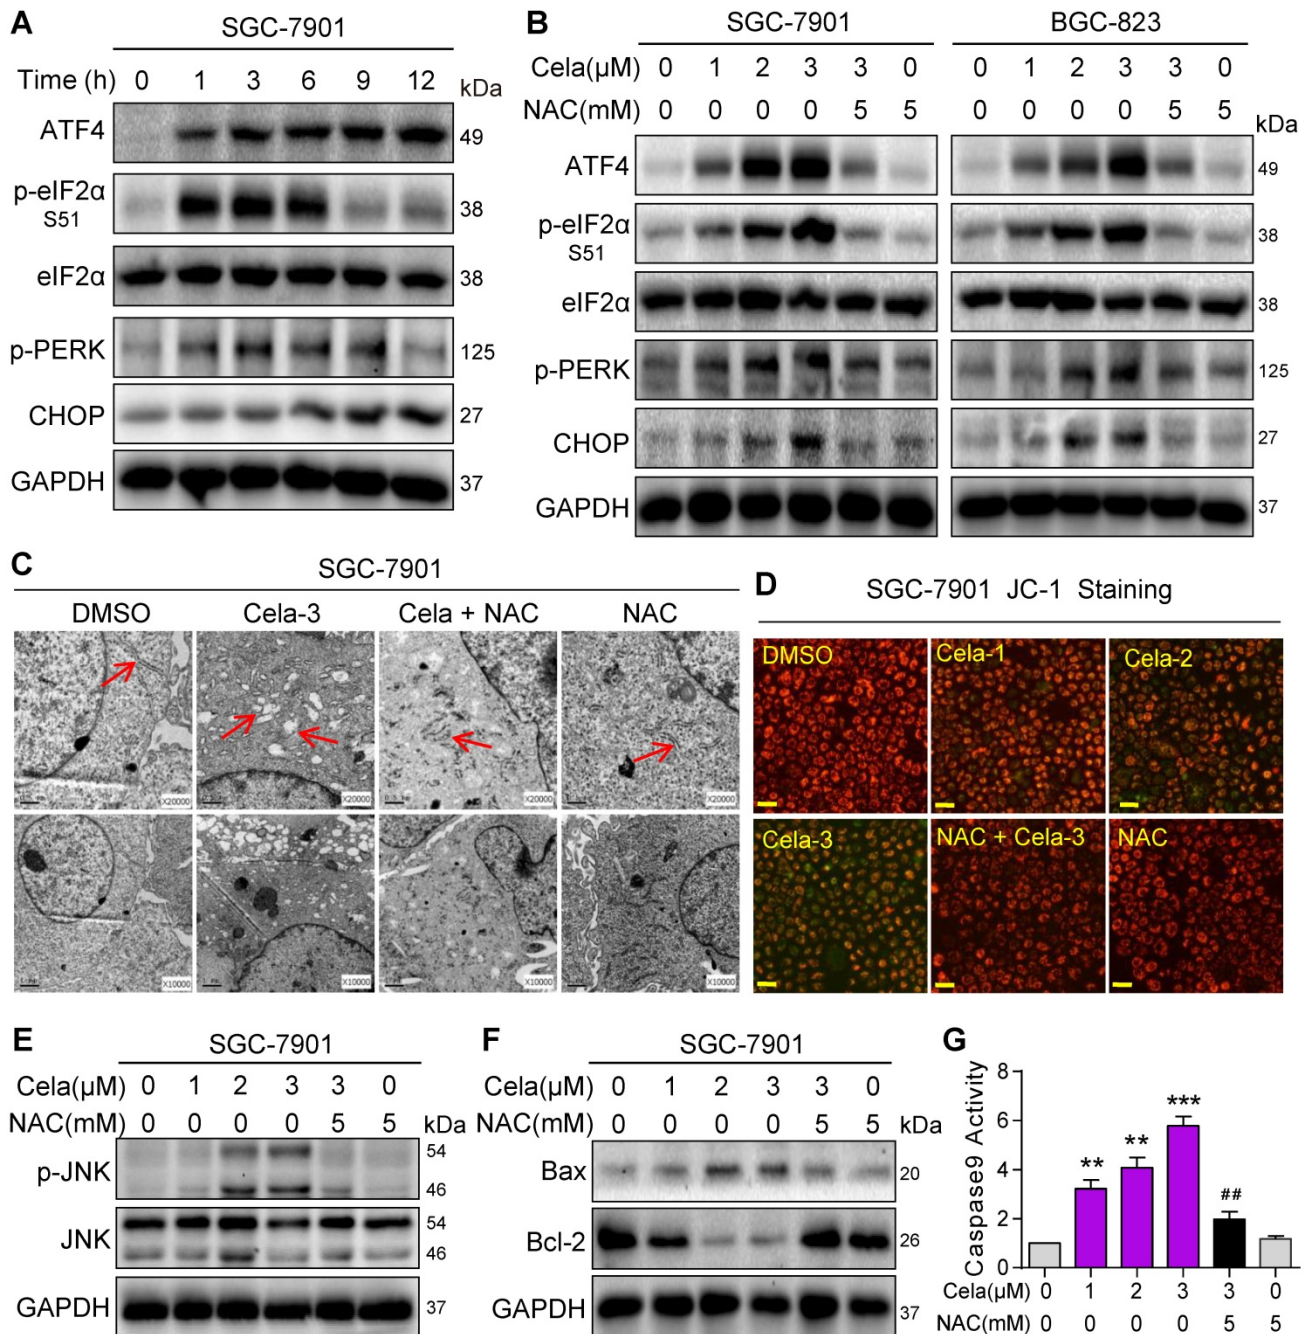 A
SGC-7901
Time (h) 0 1 3 6 9 12 kDa
ATF4 49
p-eIF2α 38
S51
eIF2α 38
p-PERK 125
CHOP 27
GAPDH 37
B
SGC-7901 BGC-823
Cela(μM) 0 1 2 3 3 0 0 1 2 3 3 0
NAC(mM) 0 0 0 0 5 5 0 0 0 0 5 5 kDa
ATF4 49
p-eIF2α 38
S51
eIF2α 38
p-PERK 125
CHOP 27
GAPDH 37
C
SGC-7901
DMSO Cela-3 Cela + NAC NAC
X20000 X20000 X20000 X20000
X10000 X10000 X10000 X10000
D
SGC-7901 JC-1 Staining
DMSO Cela-1 Cela-2
Cela-3 NAC + Cela-3 NAC
E
SGC-7901
Cela(μM) 0 1 2 3 3 0
NAC(mM) 0 0 0 0 5 5 kDa
p-JNK 54
46
JNK 54
46
GAPDH 37
F
SGC-7901
Cela(μM) 0 1 2 3 3 0
NAC(mM) 0 0 0 0 5 5 kDa
Bax 20
Bcl-2 26
GAPDH 37
G
Caspase9 Activity
8
6
4
2
0
** ** *** ##
Cela(μM) 0 1 2 3 3 0
NAC(mM) 0 0 0 0 5 5